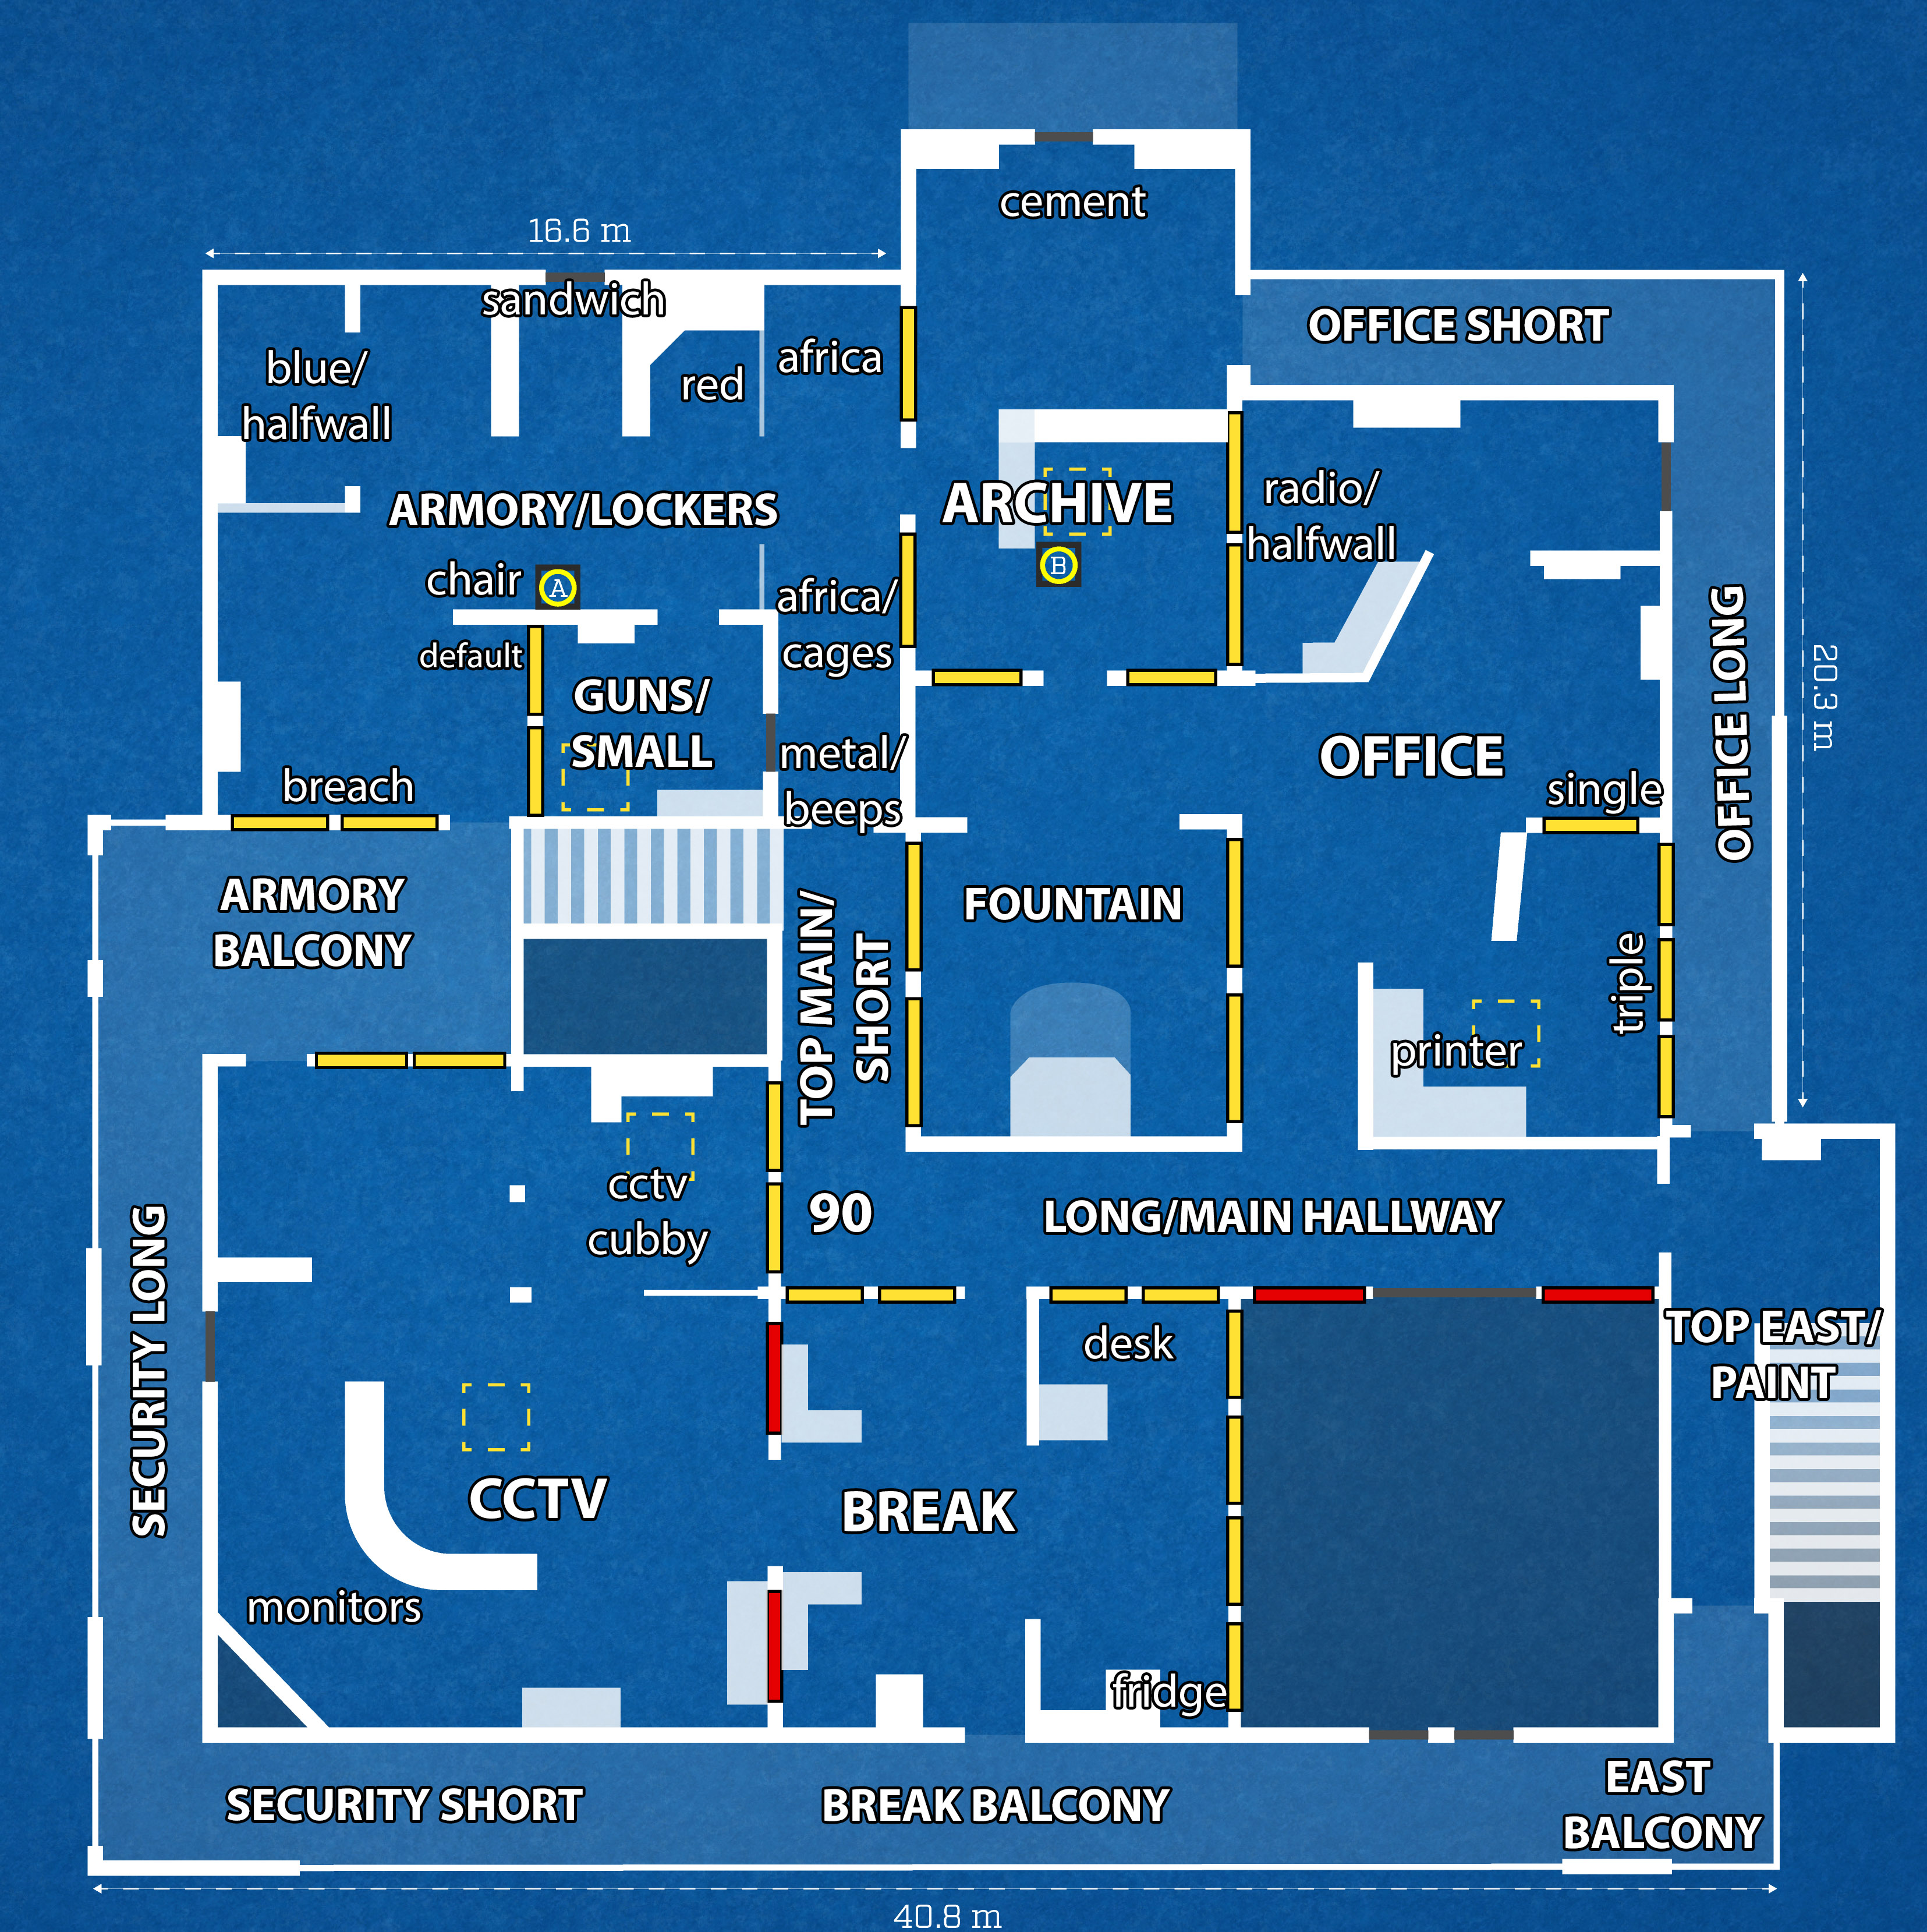 cement
16.6 m
sandwich
OFFICE SHORT
blue/
halfwall
red
africa
ARMORY/LOCKERS
ARCHIVE
radio/
halfwall
chair
A
B
africa/
cages
default
GUNS/
SMALL
OFFICE LONG
20.3 m
metal/
beeps
OFFICE
breach
single
ARMORY
BALCONY
TOP MAIN/
SHORT
FOUNTAIN
triple
printer
cctv
cubby
90
LONG/MAIN HALLWAY
SECURITY LONG
desk
TOP EAST/
PAINT
CCTV
BREAK
monitors
fridge
SECURITY SHORT
BREAK BALCONY
EAST
BALCONY
40.8 m